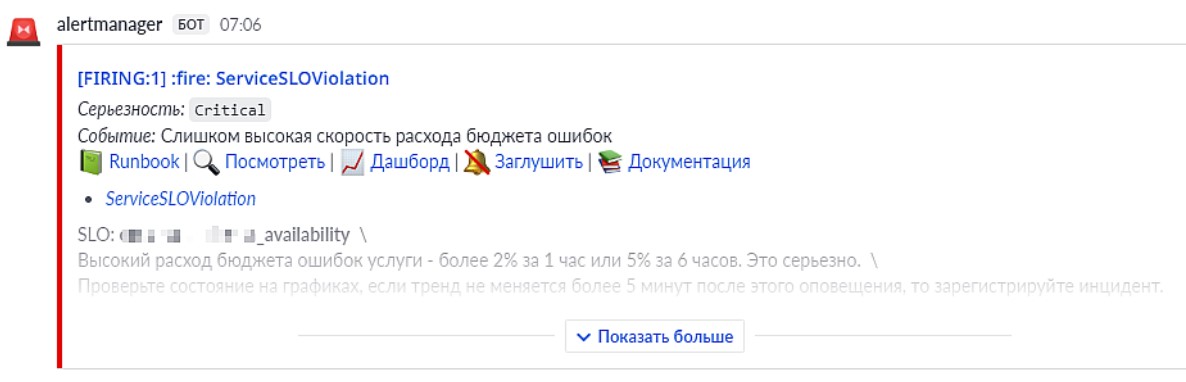 alertmanager БОТ 07:06
[FIRING:1] :fire: ServiceSLOViolation
Серьезность: Critical
Событие: Слишком высокая скорость расхода бюджета ошибок
Runbook | Посмотреть | Дашборд | Заглушить | Документация
• ServiceSLOViolation
SLO: _availability \
Высокий расход бюджета ошибок услуги - более 2% за 1 час или 5% за 6 часов. Это серьезно. \
Проверьте состояние на графиках, если тренд не меняется более 5 минут после этого оповещения, то зарегистрируйте инцидент.
Показать больше